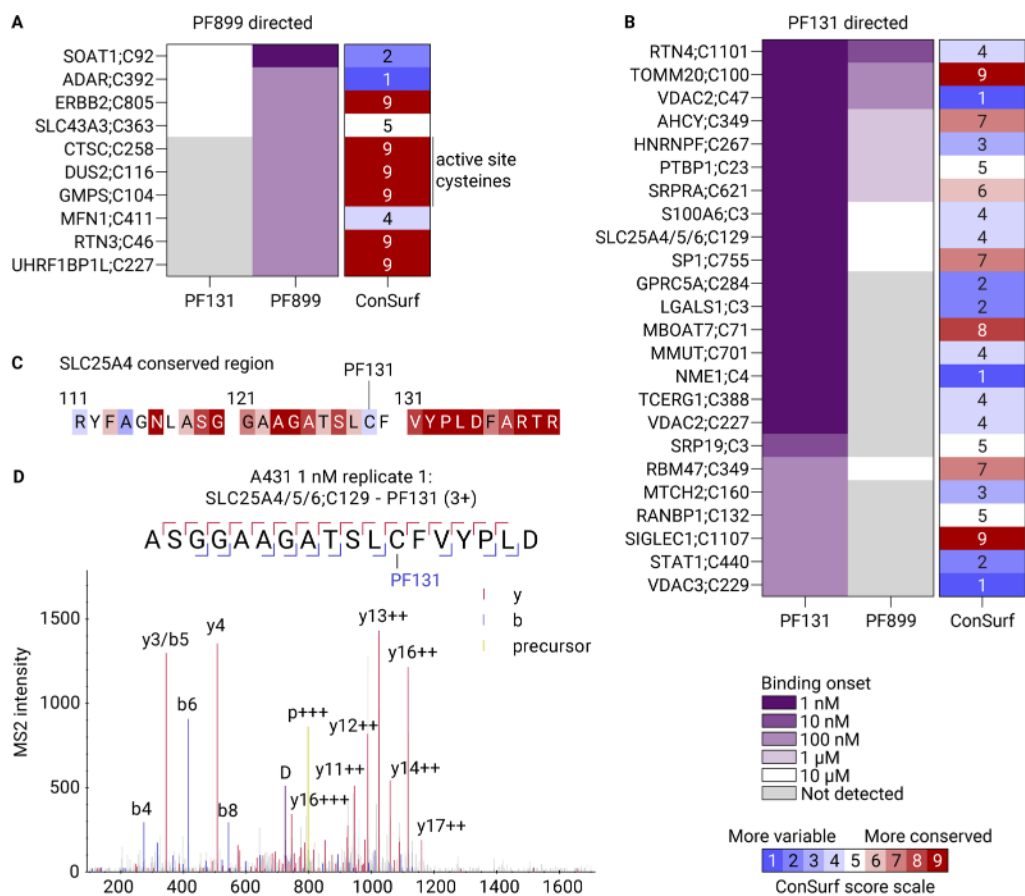 A
PF899 directed
SOAT1;C92
2
ADAR;C392
1
ERBB2;C805
9
SLC43A3;C363
5
CTSC;C258
9
DUS2;C116
9
GMPS;C104
9
active site
cysteines
MFN1;C411
4
RTN3;C46
9
UHRF1BP1L;C227
9
PF131
PF899
ConSurf
B
PF131 directed
RTN4;C1101
4
TOMM20;C100
9
VDAC2;C47
1
AHCY;C349
7
HNRNPF;C267
3
PTBP1;C23
5
SRPRA;C621
6
S100A6;C3
4
SLC25A4/5/6;C129
4
SP1;C755
7
GPRC5A;C284
2
LGALS1;C3
2
MBOAT7;C71
8
MMUT;C701
4
NME1;C4
1
TCERG1;C388
4
VDAC2;C227
4
SRP19;C3
5
RBM47;C349
7
MTCH2;C160
3
RANBP1;C132
5
SIGLEC1;C1107
9
STAT1;C440
2
VDAC3;C229
1
PF131
PF899
ConSurf
Binding onset
1 nM
10 nM
100 nM
1 µM
10 µM
Not detected
More variable
More conserved
1 2 3 4 5 6 7 8 9
ConSurf score scale
C
SLC25A4 conserved region
PF131
111
121
131
RYFAGNLASG GAAGATSLCF VYPLDFARTR
D
A431 1 nM replicate 1:
SLC25A4/5/6;C129 - PF131 (3+)
ASGGAAGATSLCFVYPLD
PF131
y
b
precursor
MS2 intensity
1500
1000
500
0
y3/b5
y4
y13++
y16++
b6
p+++
y12++
D
y11++
y14++
y16+++
b4
b8
y17++
200
400
600
800
1000
1200
1400
1600